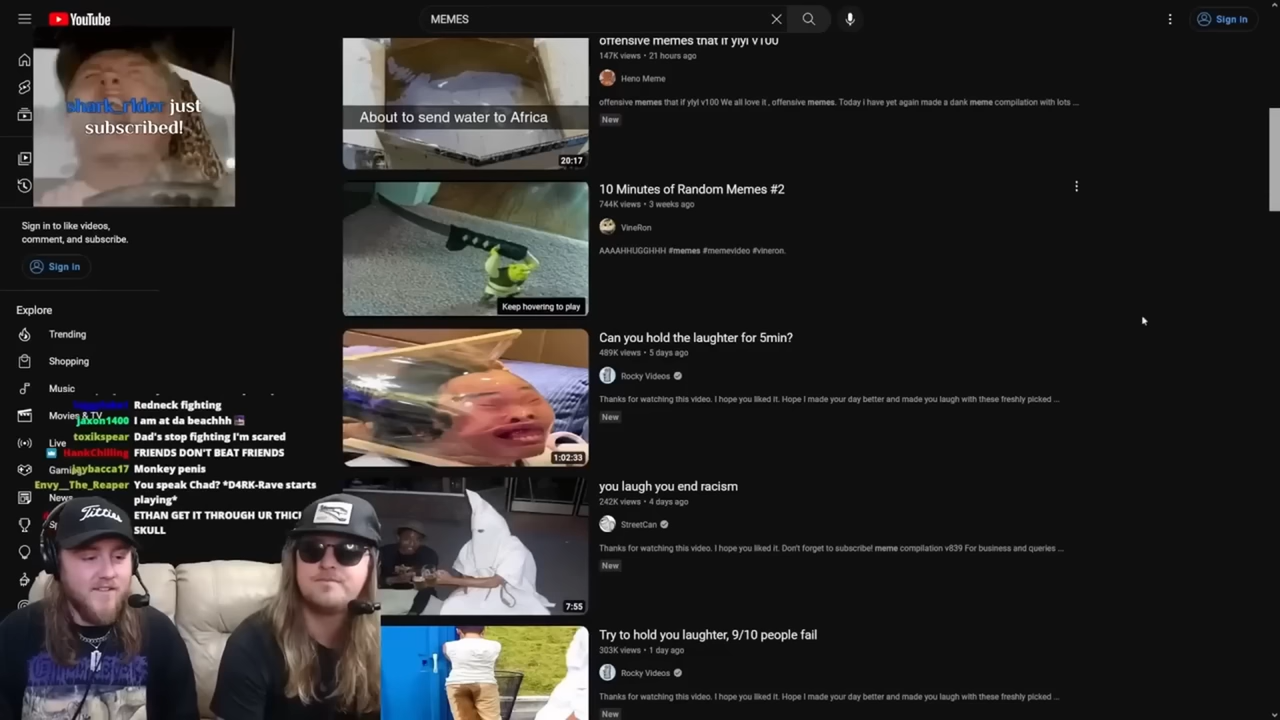 YouTube
MEMES
Sign in
shark_rider just
subscribed!
Sign in to like videos,
comment, and subscribe.
Sign in
Explore
Trending
Shopping
Music
Movies & TV
Live
Gaming
News
Redneck fighting
jaxon1400 I am at da beachhh
toxikspear Dad's stop fighting I'm scared
HankChilling FRIENDS DON'T BEAT FRIENDS
jaybacca17 Monkey penis
Envy__The_Reaper You speak Chad? *D4RK-Rave starts
playing*
ETHAN GET IT THROUGH UR THICK
SKULL
Titties
offensive memes that if ylyl v100
147K views • 21 hours ago
Heno Meme
offensive memes that if ylyl v100 We all love it , offensive memes. Today i have yet again made a dank meme compilation with lots ...
New
About to send water to Africa
20:17
10 Minutes of Random Memes #2
744K views • 3 weeks ago
VineRon
AAAAHHUGGHHH #memes #memevideo #vineron.
Keep hovering to play
Can you hold the laughter for 5min?
489K views • 5 days ago
Rocky Videos
Thanks for watching this video. I hope you liked it. Hope I made your day better and made you laugh with these freshly picked ...
New
1:02:33
you laugh you end racism
242K views • 4 days ago
StreetCan
Thanks for watching this video. I hope you liked it. Don't forget to subscribe! meme compilation v839 For business and queries ...
New
7:55
Try to hold you laughter, 9/10 people fail
303K views • 1 day ago
Rocky Videos
Thanks for watching this video. I hope you liked it. Hope I made your day better and made you laugh with these freshly picked ...
New